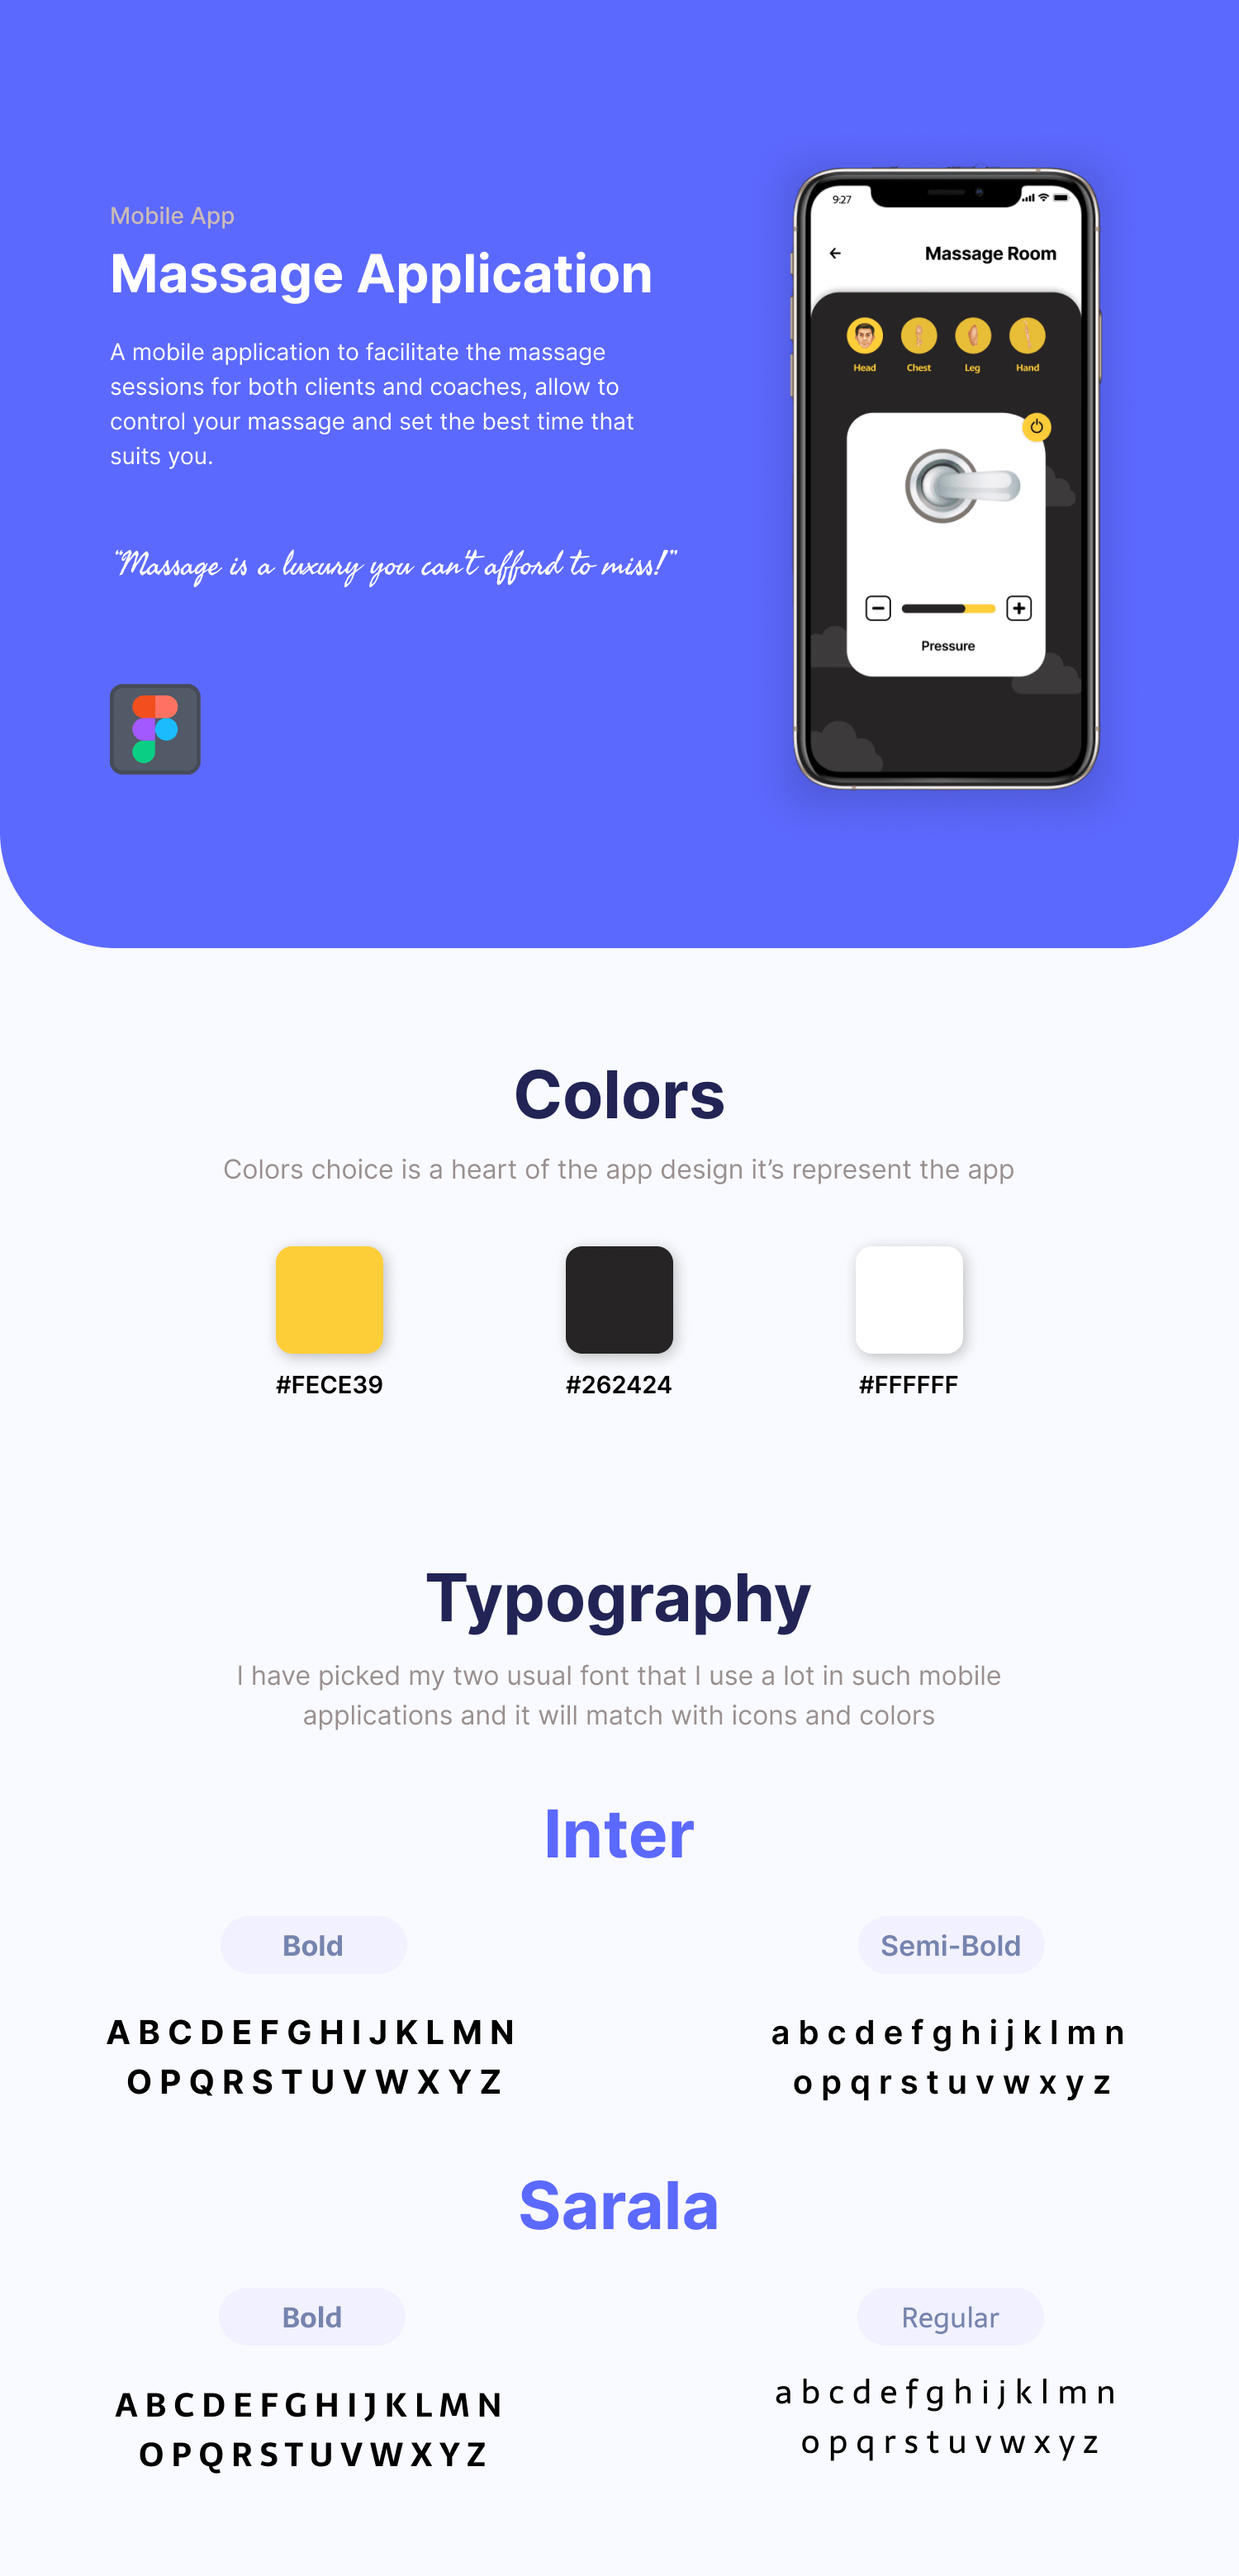 Mobile App
Massage Application
A mobile application to facilitate the massage
sessions for both clients and coaches, allow to
control your massage and set the best time that
suits you.
"Massage is a luxury you can't afford to miss!"
9:27
Massage Room
Head Chest Leg Hand
Pressure
Colors
Colors choice is a heart of the app design it’s represent the app
#FECE39 #262424 #FFFFFF
Typography
I have picked my two usual font that I use a lot in such mobile
applications and it will match with icons and colors
Inter
Bold
A B C D E F G H I J K L M N
O P Q R S T U V W X Y Z
Semi-Bold
a b c d e f g h i j k l m n
o p q r s t u v w x y z
Sarala
Bold
A B C D E F G H I J K L M N
O P Q R S T U V W X Y Z
Regular
a b c d e f g h i j k l m n
o p q r s t u v w x y z